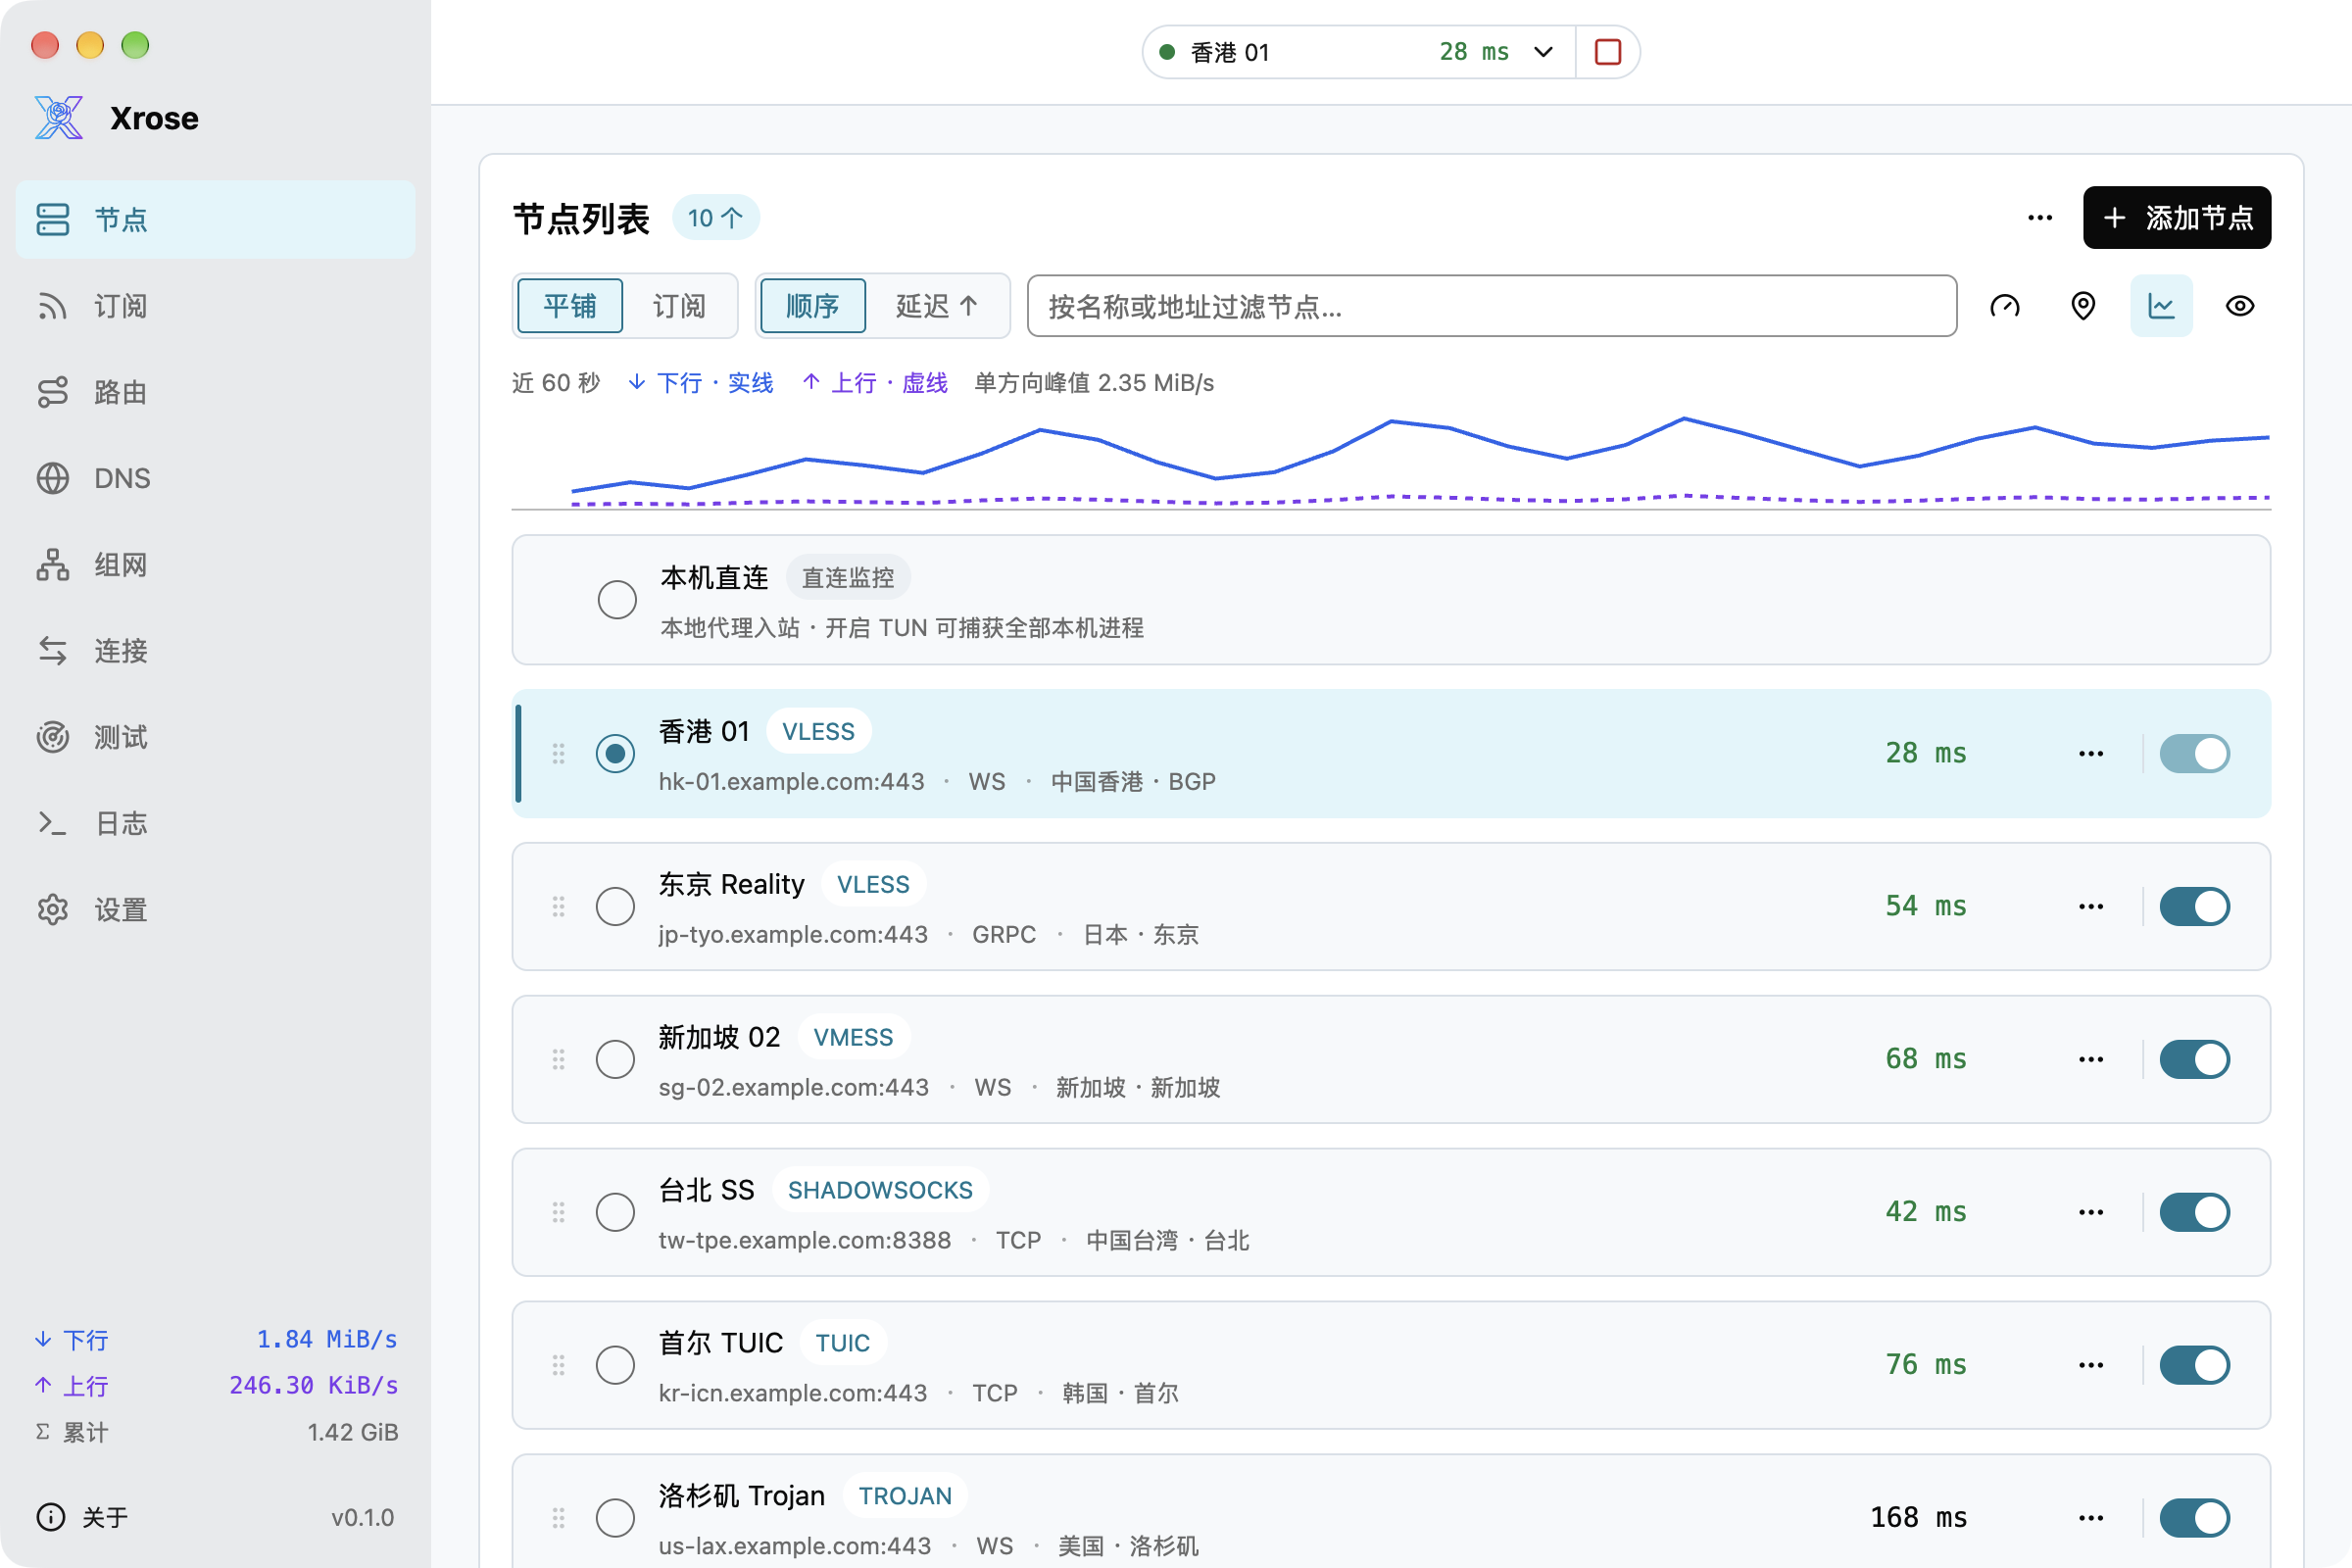 Xrose
节点
订阅
路由
DNS
组网
连接
测试
日志
设置
↓ 下行 1.84 MiB/s
↑ 上行 246.30 KiB/s
Σ 累计 1.42 GiB
关于 v0.1.0
香港 01 28 ms
节点列表 10 个 ··· + 添加节点
平铺 订阅 顺序 延迟 ↑ 按名称或地址过滤节点...
近 60 秒 ↓ 下行 · 实线 ↑ 上行 · 虚线 单方向峰值 2.35 MiB/s
本机直连 直连监控
本地代理入站 · 开启 TUN 可捕获全部本机进程
香港 01 VLESS 28 ms
hk-01.example.com:443 · WS · 中国香港 · BGP
东京 Reality VLESS 54 ms
jp-tyo.example.com:443 · GRPC · 日本 · 东京
新加坡 02 VMESS 68 ms
sg-02.example.com:443 · WS · 新加坡 · 新加坡
台北 SS SHADOWSOCKS 42 ms
tw-tpe.example.com:8388 · TCP · 中国台湾 · 台北
首尔 TUIC TUIC 76 ms
kr-icn.example.com:443 · TCP · 韩国 · 首尔
洛杉矶 Trojan TROJAN 168 ms
us-lax.example.com:443 · WS · 美国 · 洛杉矶